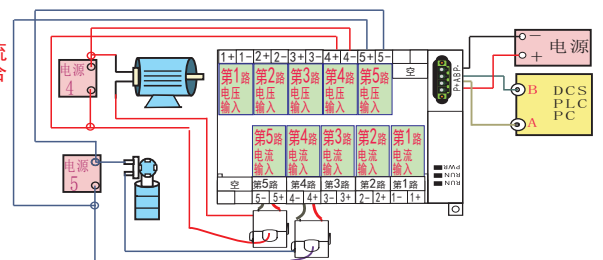 1+ 1- 2+ 2- 3+ 3- 4+ 4- 5+ 5-
空
第1路 电压 输入
第2路 电压 输入
第3路 电压 输入
第4路 电压 输入
第5路 电压 输入
第5路 电流 输入
第4路 电流 输入
第3路 电流 输入
第2路 电流 输入
第1路 电流 输入
空 第5路 第4路 第3路 第2路 第1路
5- 5+ 4- 4+ 3- 3+ 2- 2+ 1- 1+
P+ABP-
PWR
RUN
RUN
电源
4
电源
5
-
+
电源
B
A
DCS
PLC
PC